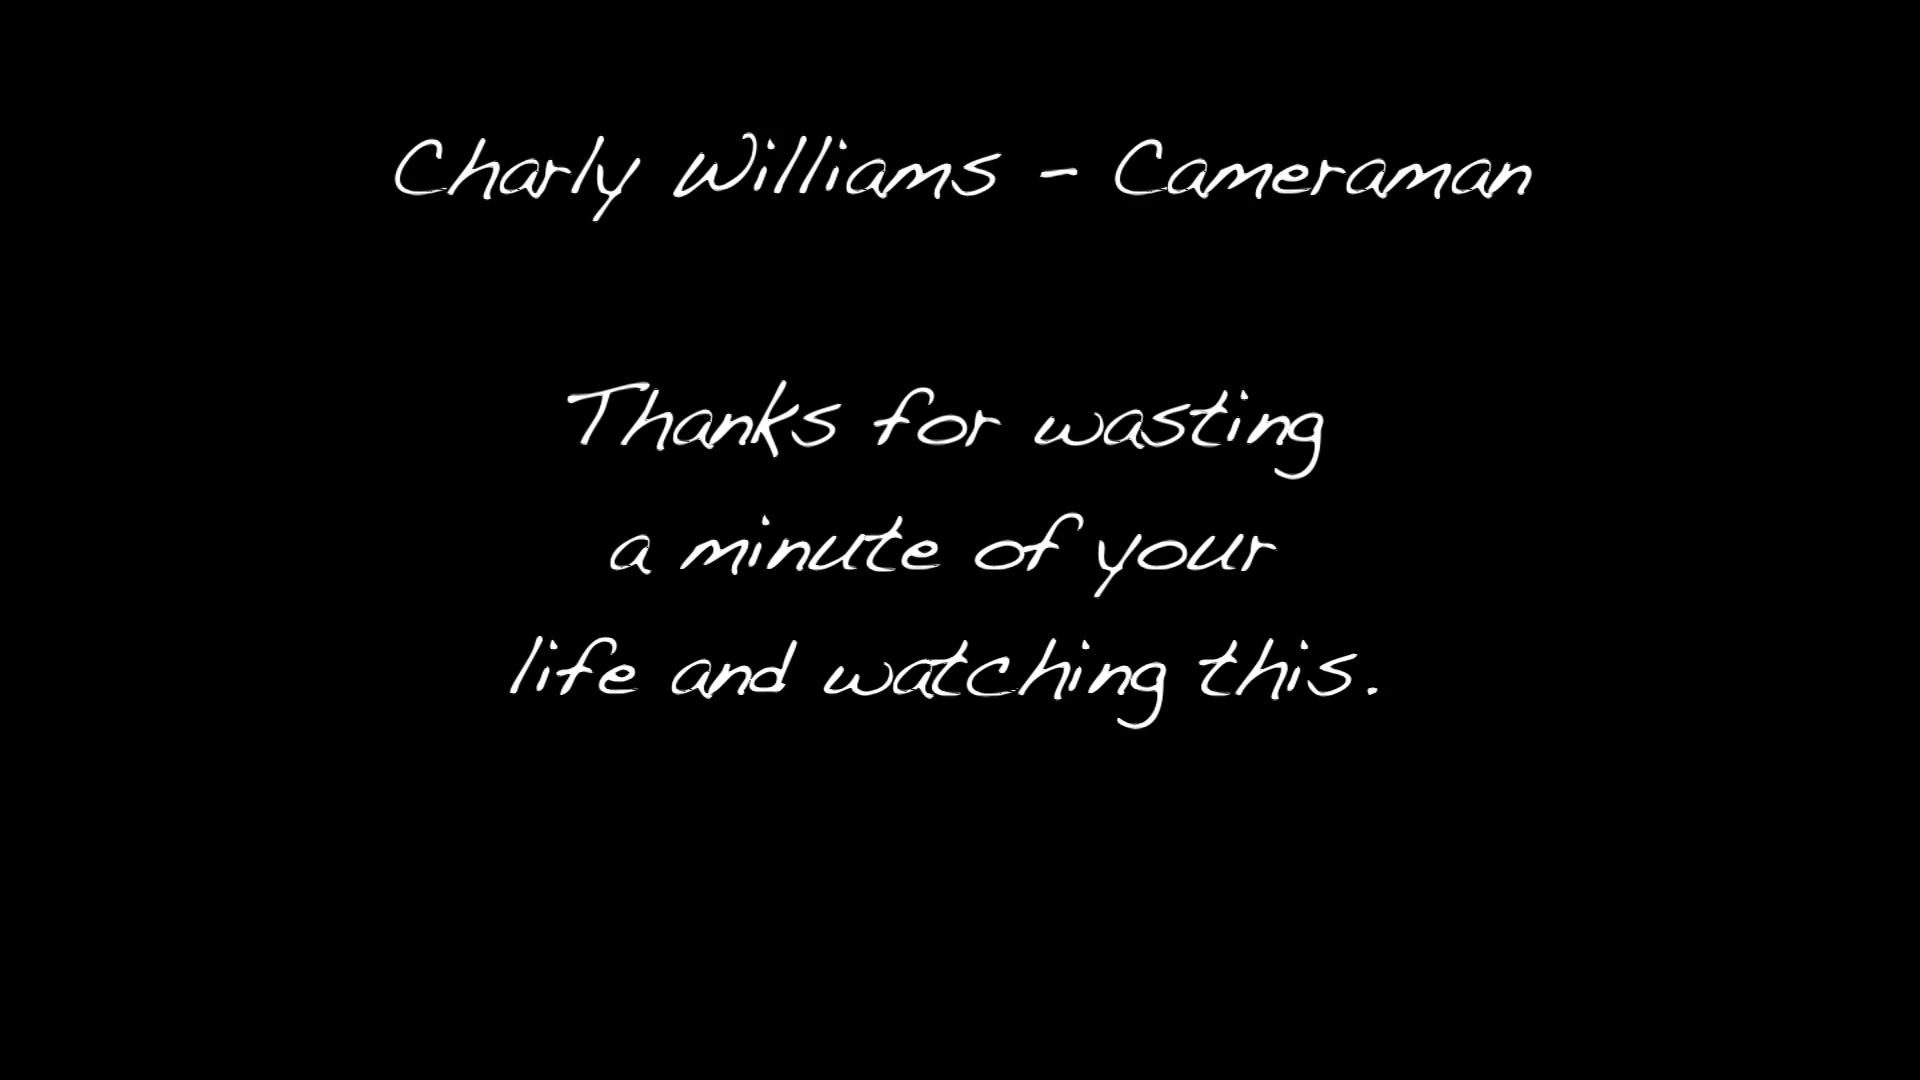 Charly Williams - Cameraman
Thanks for wasting
a minute of your
life and watching this.